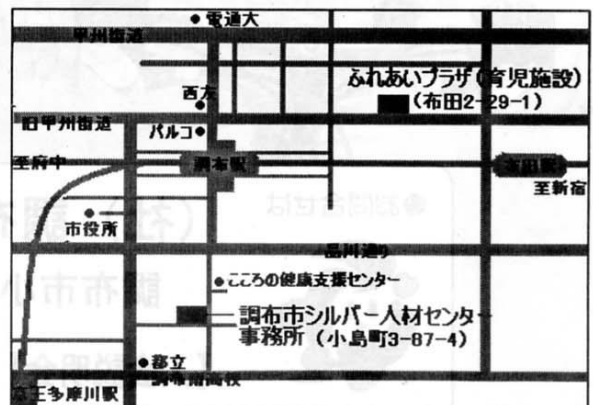 電通大
甲州街道
ふれあいプラザ(育児施設)
西友
(布田2-29-1)
旧甲州街道
パルコ
至府中
調布駅
布田駅
至新宿
市役所
品川通り
こころの健康支援センター
調布市シルバー人材センター
事務所(小島町3-87-4)
都立
調布南高校
京王多摩川駅